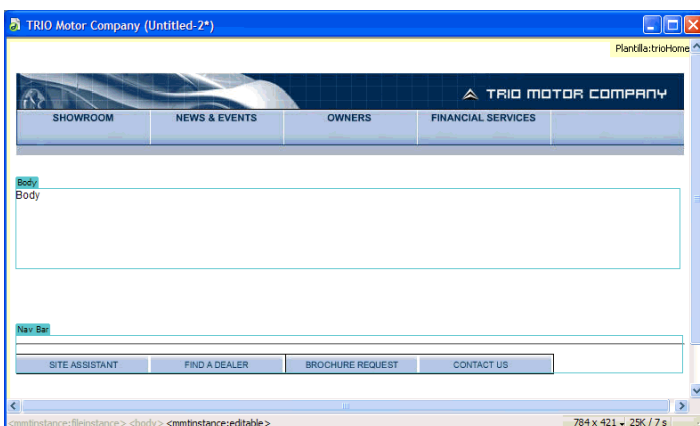 TRIO Motor Company (Untitled-2*)
Plantilla:trioHome
TRIO MOTOR COMPANY
SHOWROOM NEWS & EVENTS OWNERS FINANCIAL SERVICES
Body
Body
Nav Bar
SITE ASSISTANT FIND A DEALER BROCHURE REQUEST CONTACT US
<mmtinstance:fileinstance> <body> <mmtinstance:editable> 784 x 421 25K / 7 s